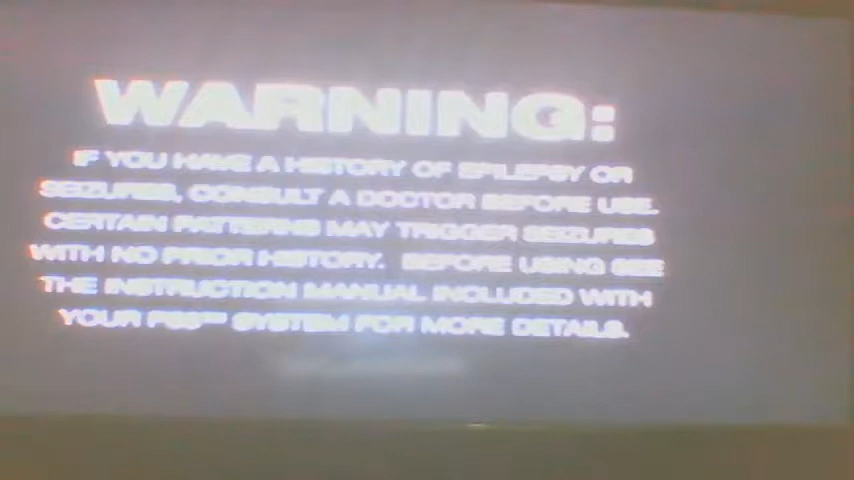 WARNING:
IF YOU HAVE A HISTORY OF EPILEPSY OR
SEIZURES, CONSULT A DOCTOR BEFORE USE.
CERTAIN PATTERNS MAY TRIGGER SEIZURES
WITH NO PRIOR HISTORY. BEFORE USING SEE
THE INSTRUCTION MANUAL INCLUDED WITH
YOUR PS3™ SYSTEM FOR MORE DETAILS.